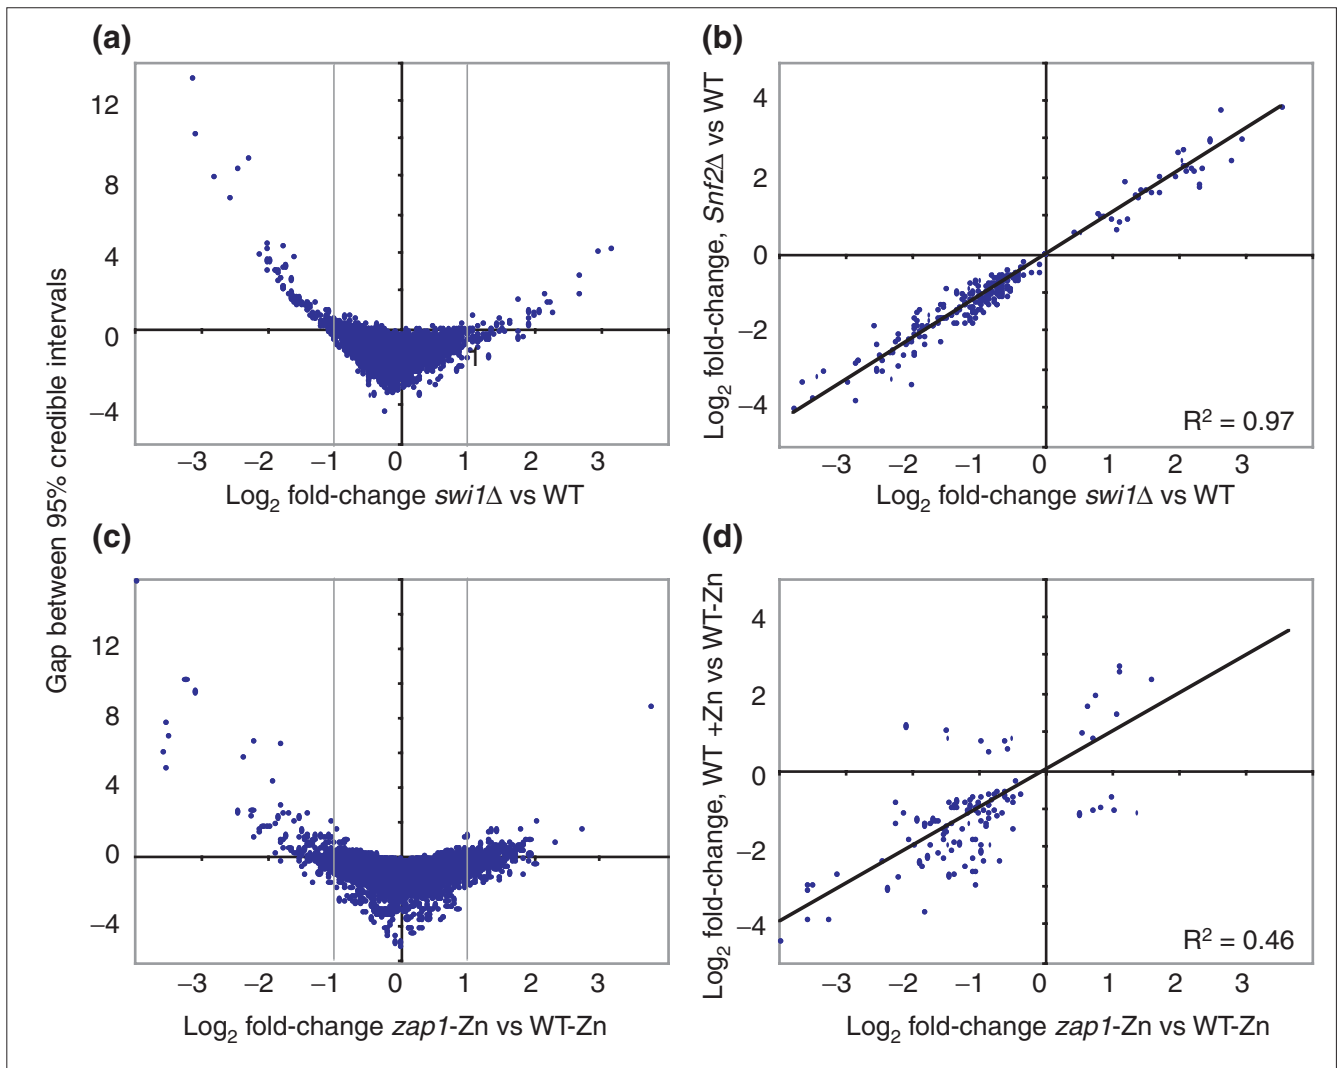 (a)
12
8
4
0
−4
−3 −2 −1 0 1 2 3
Log2 fold-change swi1Δ vs WT
(b)
Log2 fold-change, Snf2Δ vs WT
4
2
0
−2
−4
R2 = 0.97
−3 −2 −1 0 1 2 3
Log2 fold-change swi1Δ vs WT
Gap between 95% credible intervals
(c)
12
8
4
0
−4
−3 −2 −1 0 1 2 3
Log2 fold-change zap1-Zn vs WT-Zn
(d)
Log2 fold-change, WT +Zn vs WT-Zn
4
2
0
−2
−4
R2 = 0.46
−3 −2 −1 0 1 2 3
Log2 fold-change zap1-Zn vs WT-Zn